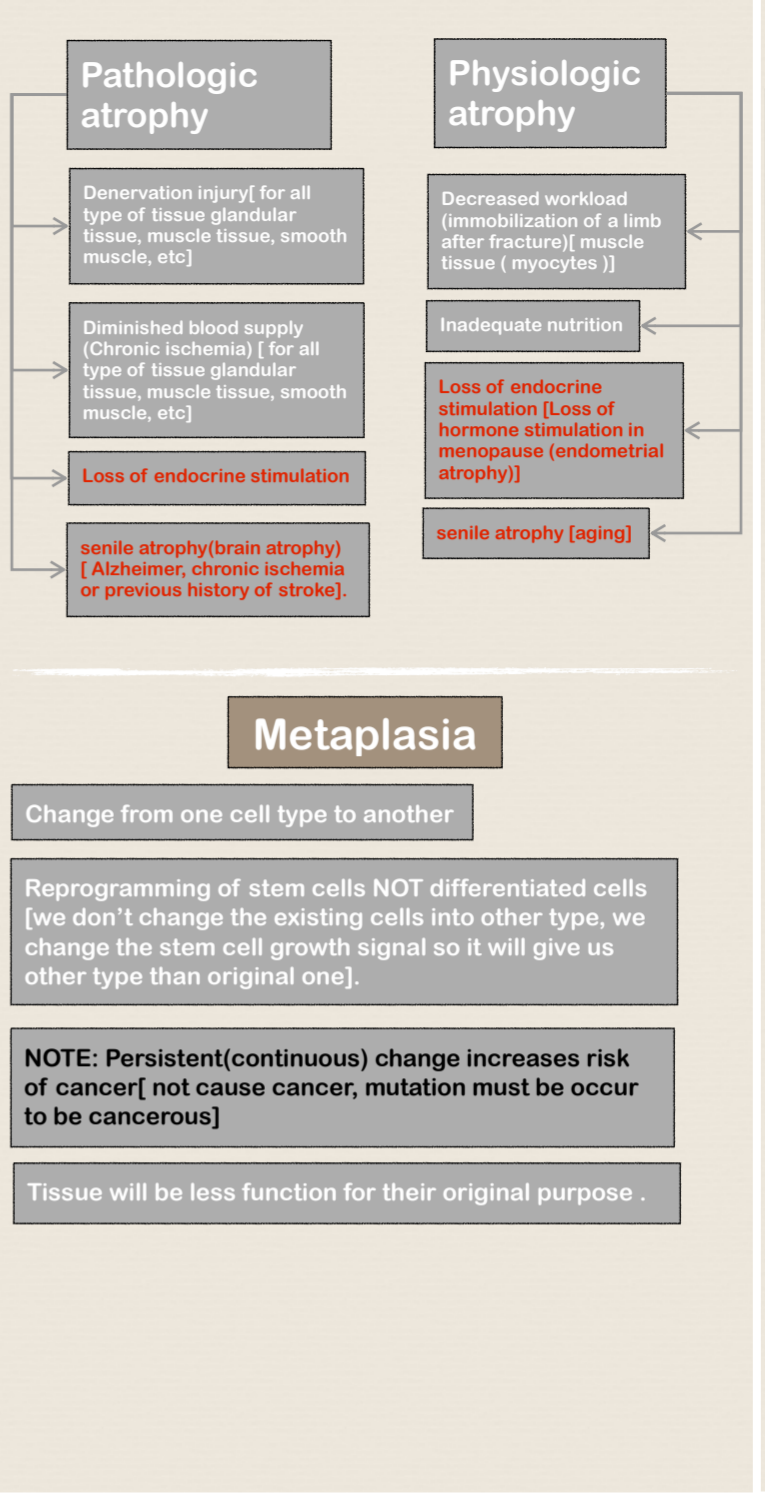 Pathologic
atrophy
Denervation injury[ for all
type of tissue glandular
tissue, muscle tissue, smooth
muscle, etc]
Diminished blood supply
(Chronic ischemia) [ for all
type of tissue glandular
tissue, muscle tissue, smooth
muscle, etc]
Loss of endocrine stimulation
senile atrophy(brain atrophy)
[ Alzheimer, chronic ischemia
or previous history of stroke].
Physiologic
atrophy
Decreased workload
(immobilization of a limb
after fracture)[ muscle
tissue ( myocytes )]
Inadequate nutrition
Loss of endocrine
stimulation [Loss of
hormone stimulation in
menopause (endometrial
atrophy)]
senile atrophy [aging]
Metaplasia
Change from one cell type to another
Reprogramming of stem cells NOT differentiated cells
[we don’t change the existing cells into other type, we
change the stem cell growth signal so it will give us
other type than original one].
NOTE: Persistent(continuous) change increases risk
of cancer[ not cause cancer, mutation must be occur
to be cancerous]
Tissue will be less function for their original purpose .